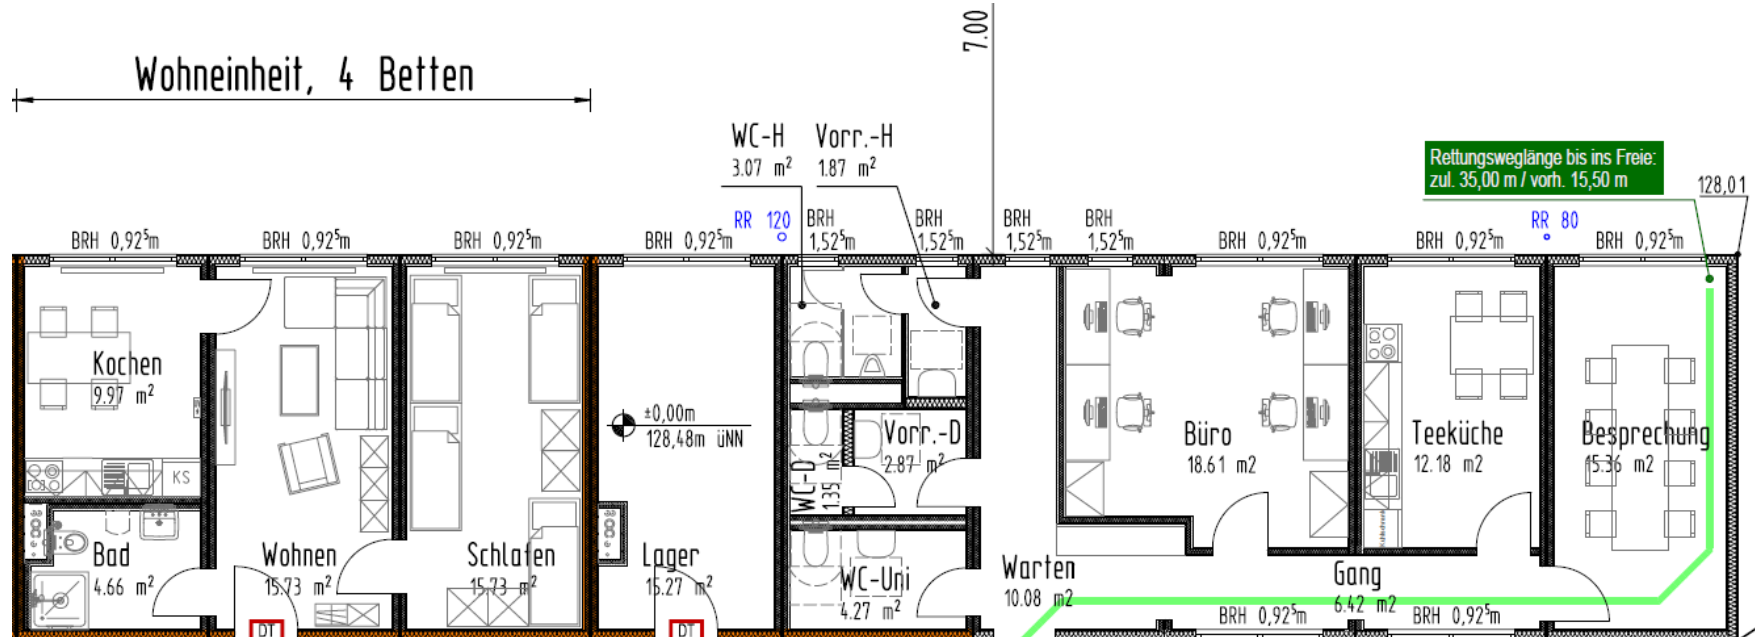 7.00
Wohneinheit, 4 Betten
WC-H
3.07 m²
Vorr.-H
1.87 m²
Rettungsweglänge bis ins Freie:
zul. 35,00 m / vorh. 15,50 m
128,01
BRH 0,92⁵m
BRH 0,92⁵m
BRH 0,92⁵m
BRH 0,92⁵m
RR 120
BRH
1,52⁵m
BRH
1,52⁵m
BRH
1,52⁵m
BRH
1,52⁵m
BRH 0,92⁵m
BRH 0,92⁵m
RR 80
BRH 0,92⁵m
Kochen
9.97 m²
KS
±0,00m
128,48m üNN
Vorr.-D
2.87 m²
WC-D
1.35 m²
Büro
18.61 m2
Teeküche
12.18 m2
Kühlschrank
Besprechung
15.36 m2
Bad
4.66 m²
Wohnen
15.73 m²
Schlafen
15.73 m²
Lager
15.27 m²
WC-Uni
4.27 m²
Warten
10.08 m2
Gang
6.42 m2
BRH 0,92⁵m
BRH 0,92⁵m
DT
DT